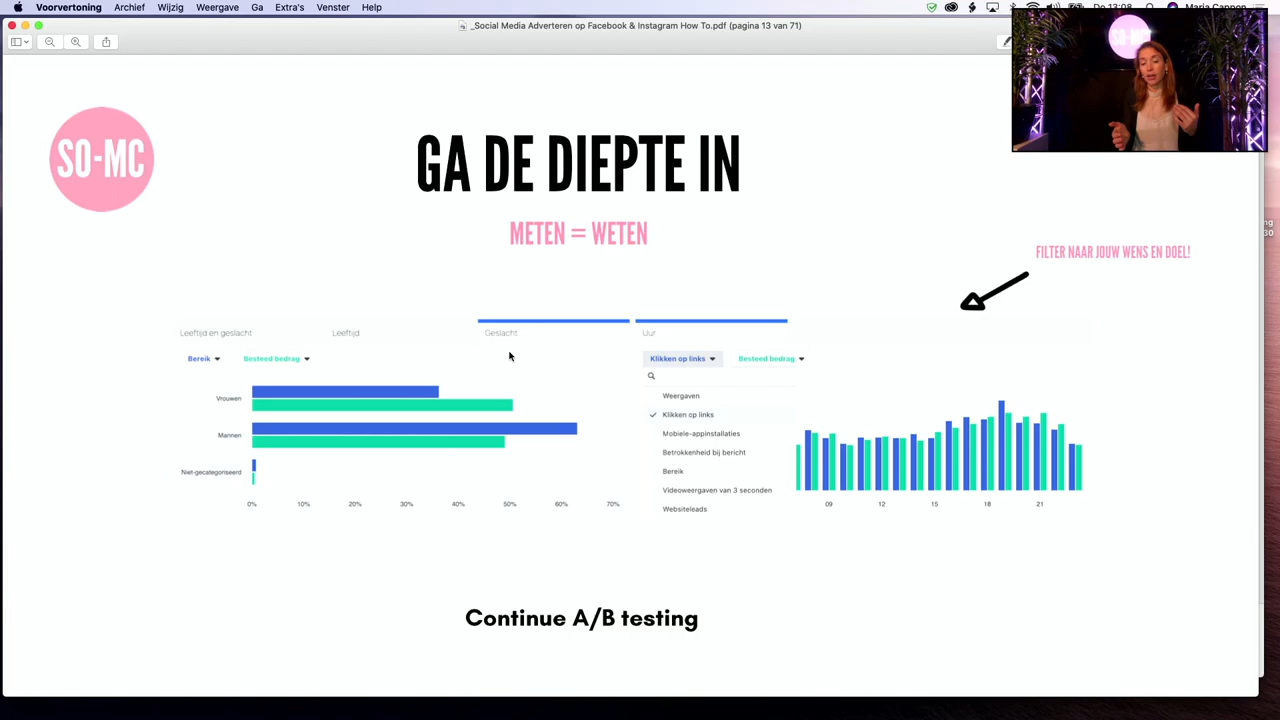 Voorvertoning Archief Wijzig Weergave Ga Extra's Venster Help
_Social Media Adverteren op Facebook & Instagram How To.pdf (pagina 13 van 71)
SO-MC
GA DE DIEPTE IN
METEN = WETEN
FILTER NAAR JOUW WENS EN DOEL!
Leeftijd en geslacht Leeftijd Geslacht Uur
Bereik Besteed bedrag Klikken op links Besteed bedrag
Vrouwen
Mannen
Niet-gecategoriseerd
0% 10% 20% 30% 40% 50% 60% 70%
Weergaven
Klikken op links
Mobiele-appinstallaties
Betrokkenheid bij bericht
Bereik
Videoweergaven van 3 seconden
Websiteleads
09 12 15 18 21
Continue A/B testing